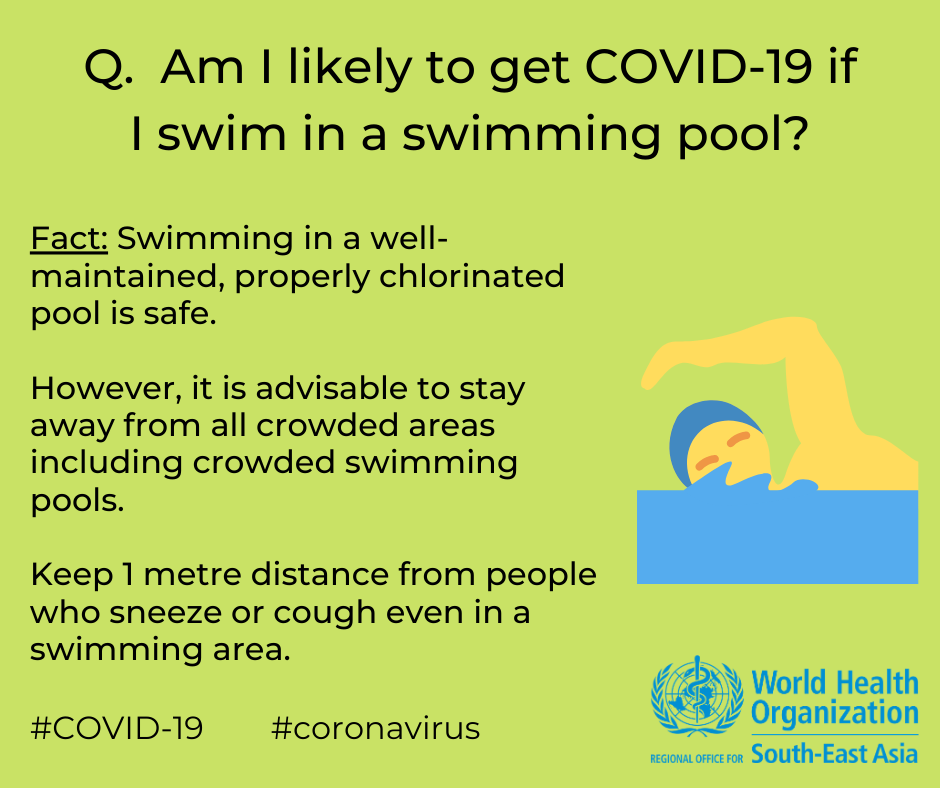 Q.  Am I likely to get COVID-19 if
I swim in a swimming pool?
Fact: Swimming in a well-
maintained, properly chlorinated
pool is safe.
However, it is advisable to stay
away from all crowded areas
including crowded swimming
pools.
Keep 1 metre distance from people
who sneeze or cough even in a
swimming area.
#COVID-19 #coronavirus
World Health
Organization
REGIONAL OFFICE FOR South-East Asia